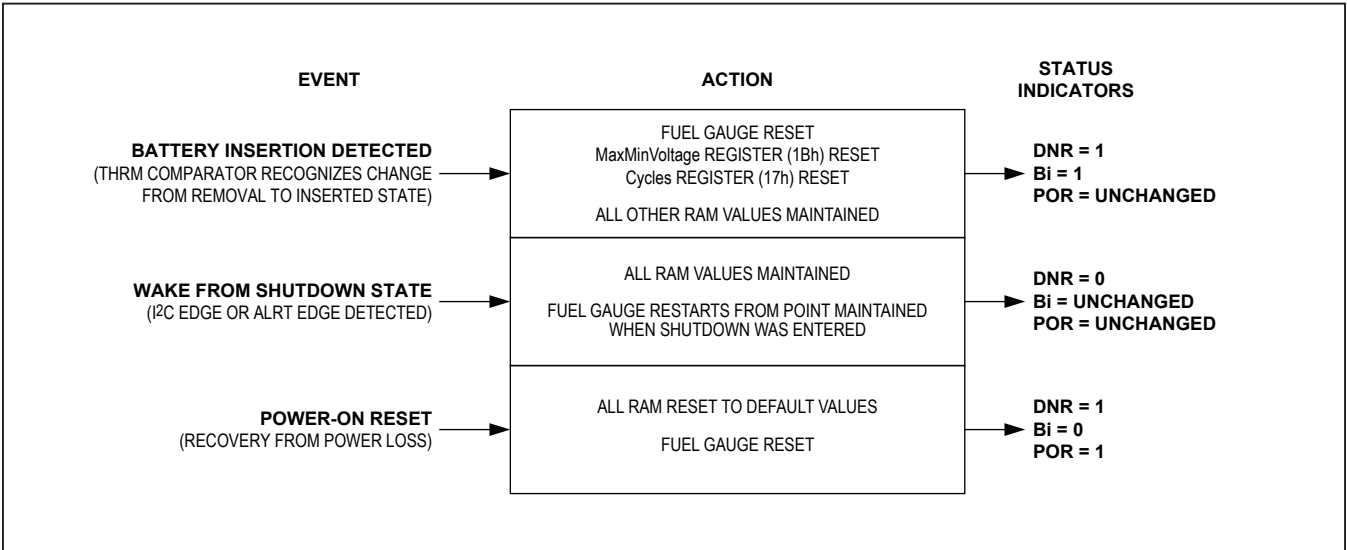 EVENT
ACTION
STATUS
INDICATORS
BATTERY INSERTION DETECTED
(THRM COMPARATOR RECOGNIZES CHANGE
FROM REMOVAL TO INSERTED STATE)
FUEL GAUGE RESET
MaxMinVoltage REGISTER (1Bh) RESET
Cycles REGISTER (17h) RESET
ALL OTHER RAM VALUES MAINTAINED
DNR = 1
Bi = 1
POR = UNCHANGED
WAKE FROM SHUTDOWN STATE
(I2C EDGE OR ALRT EDGE DETECTED)
ALL RAM VALUES MAINTAINED
FUEL GAUGE RESTARTS FROM POINT MAINTAINED
WHEN SHUTDOWN WAS ENTERED
DNR = 0
Bi = UNCHANGED
POR = UNCHANGED
POWER-ON RESET
(RECOVERY FROM POWER LOSS)
ALL RAM RESET TO DEFAULT VALUES
FUEL GAUGE RESET
DNR = 1
Bi = 0
POR = 1